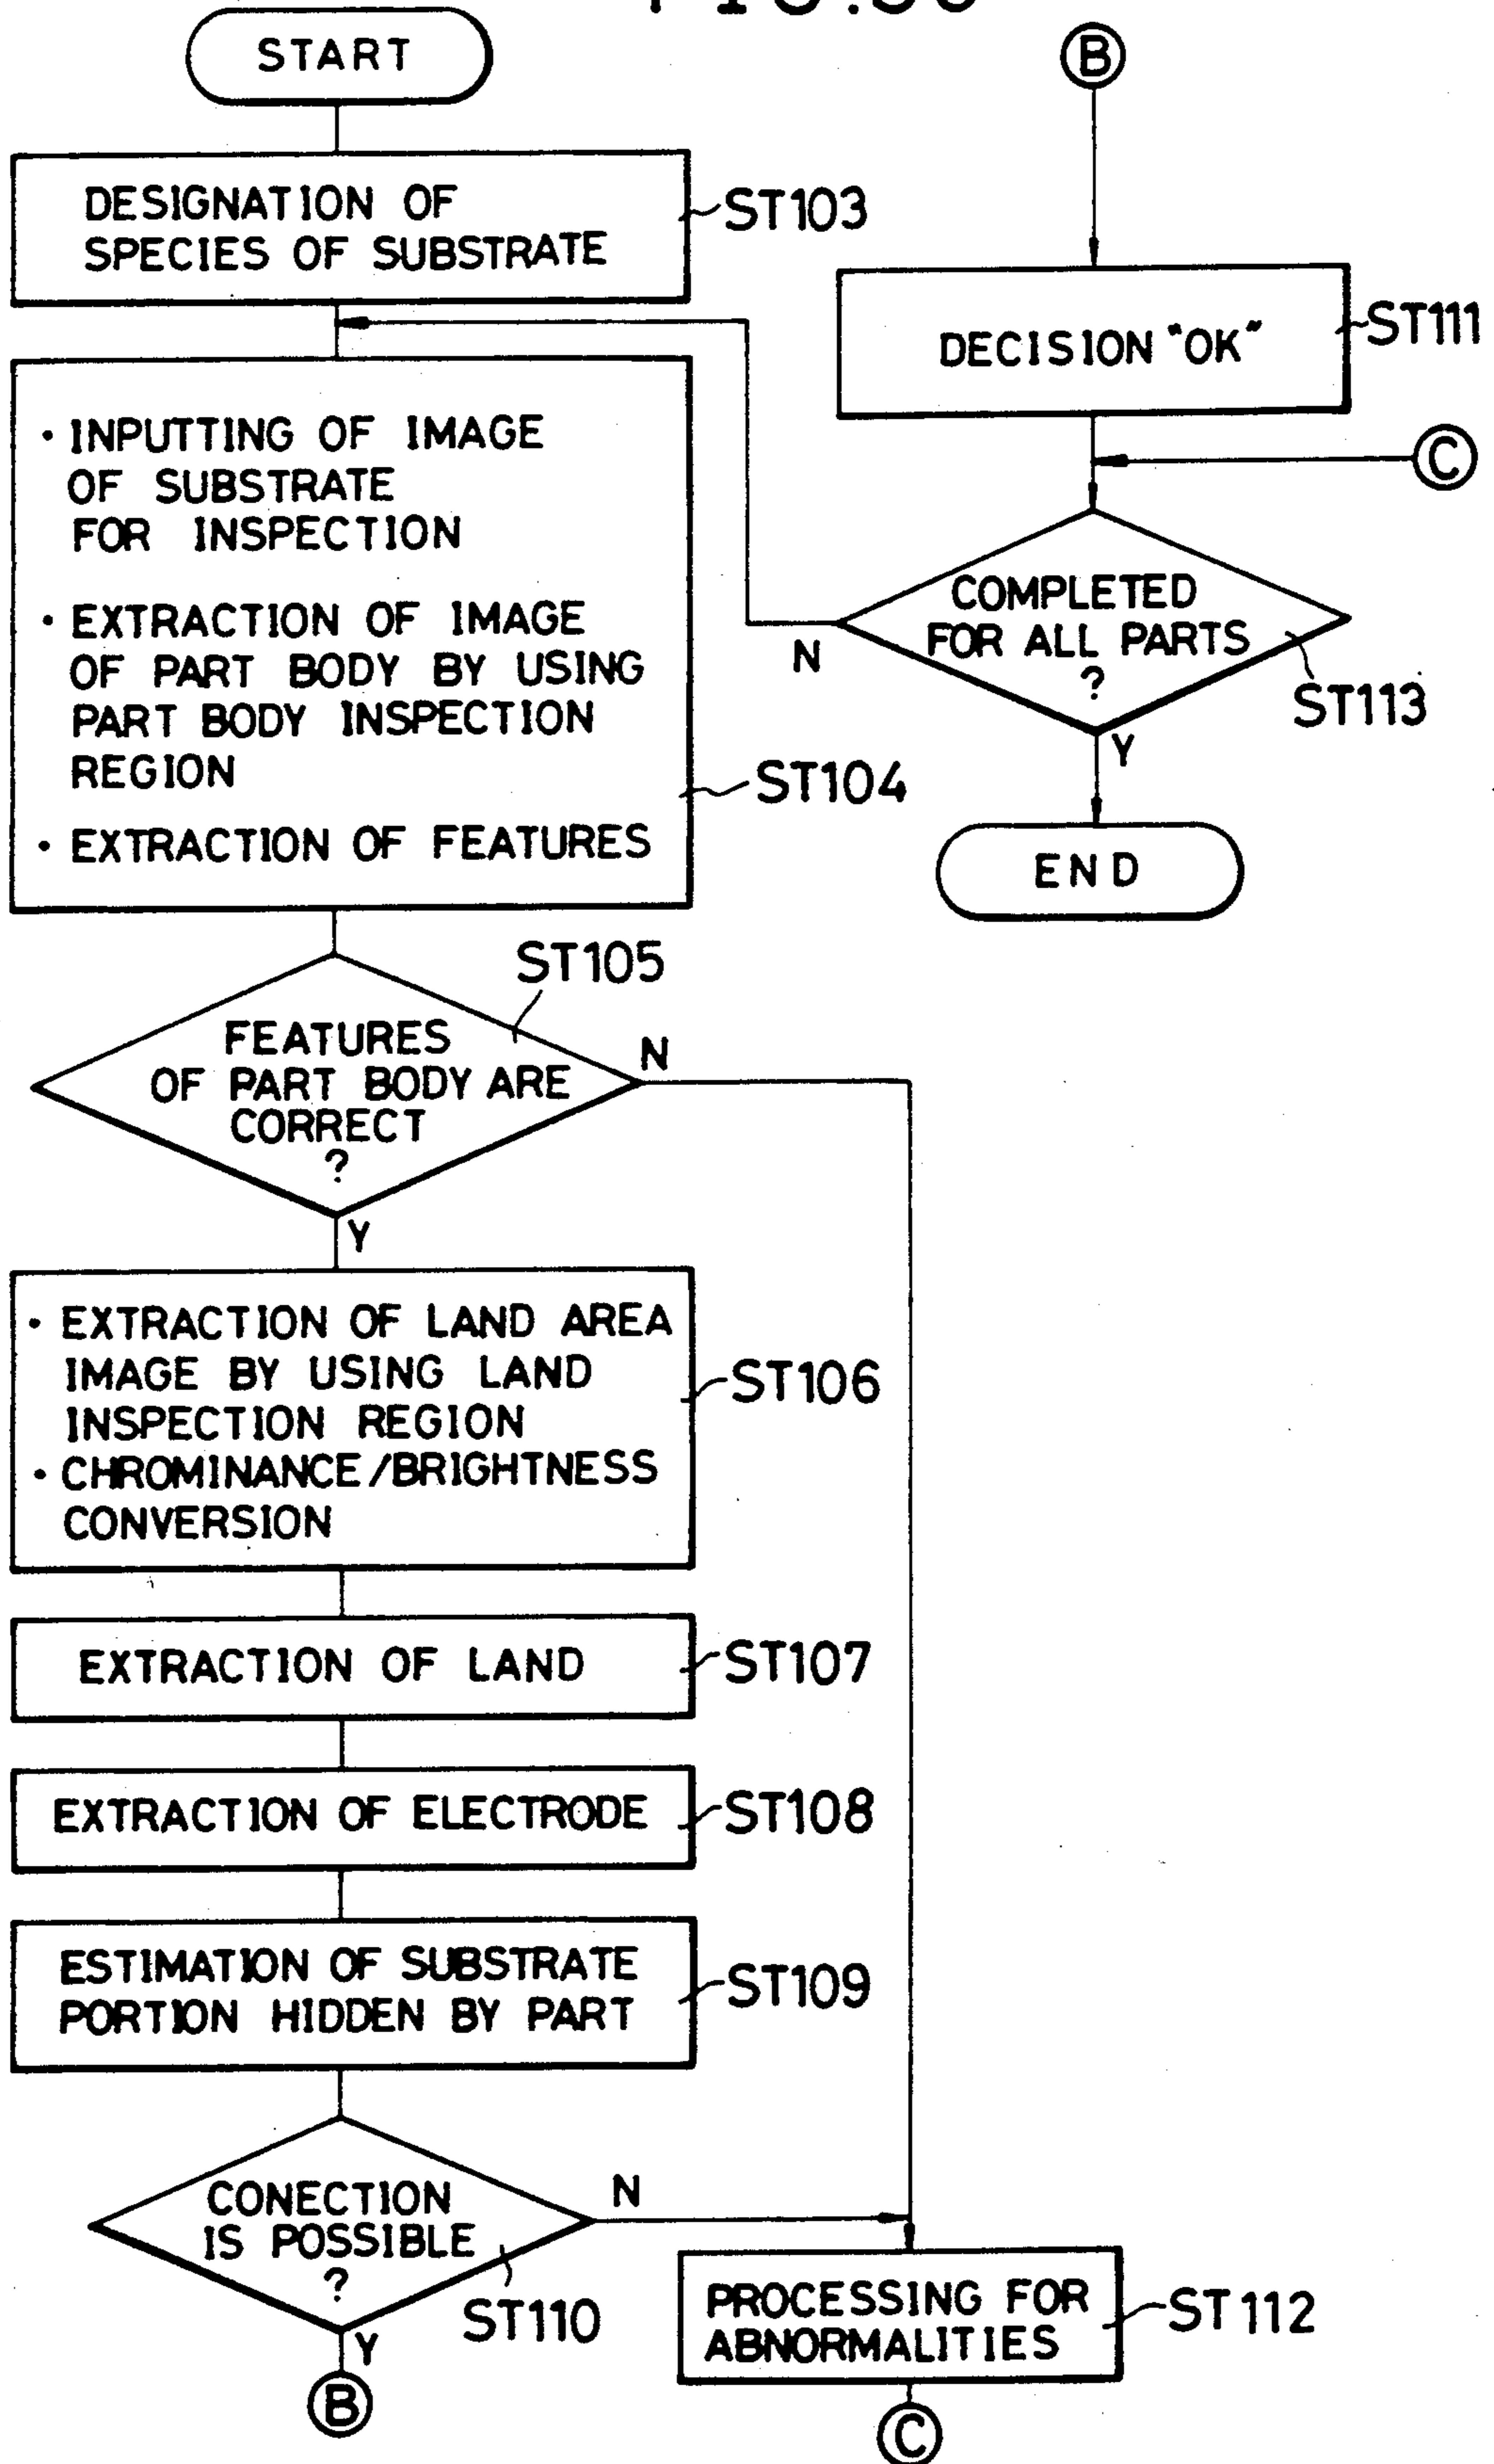 START
DESIGNATION OF
SPECIES OF SUBSTRATE
ST103
• INPUTTING OF IMAGE
OF SUBSTRATE
FOR INSPECTION
• EXTRACTION OF IMAGE
OF PART BODY BY USING
PART BODY INSPECTION
REGION
• EXTRACTION OF FEATURES
ST104
ST105
FEATURES
OF PART BODY ARE
CORRECT
?
N
Y
• EXTRACTION OF LAND AREA
IMAGE BY USING LAND
INSPECTION REGION
• CHROMINANCE/BRIGHTNESS
CONVERSION
ST106
EXTRACTION OF LAND
ST107
EXTRACTION OF ELECTRODE
ST108
ESTIMATION OF SUBSTRATE
PORTION HIDDEN BY PART
ST109
CONECTION
IS POSSIBLE
?
N
ST110
Y
B
PROCESSING FOR
ABNORMALITIES
ST112
C
B
DECISION "OK"
ST111
C
COMPLETED
FOR ALL PARTS
?
N
ST113
Y
END